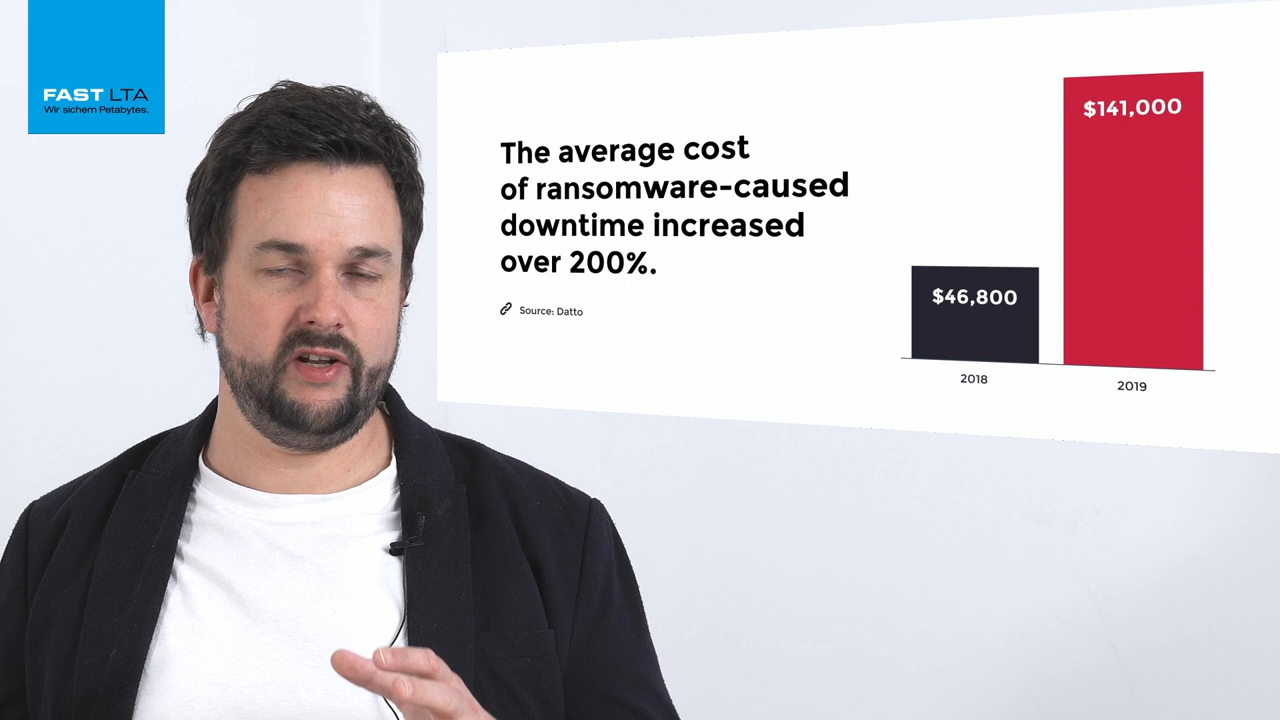 FAST LTA
Wir sichern Petabytes.
The average cost
of ransomware-caused
downtime increased
over 200%.
Source: Datto
$141,000
$46,800
2018
2019